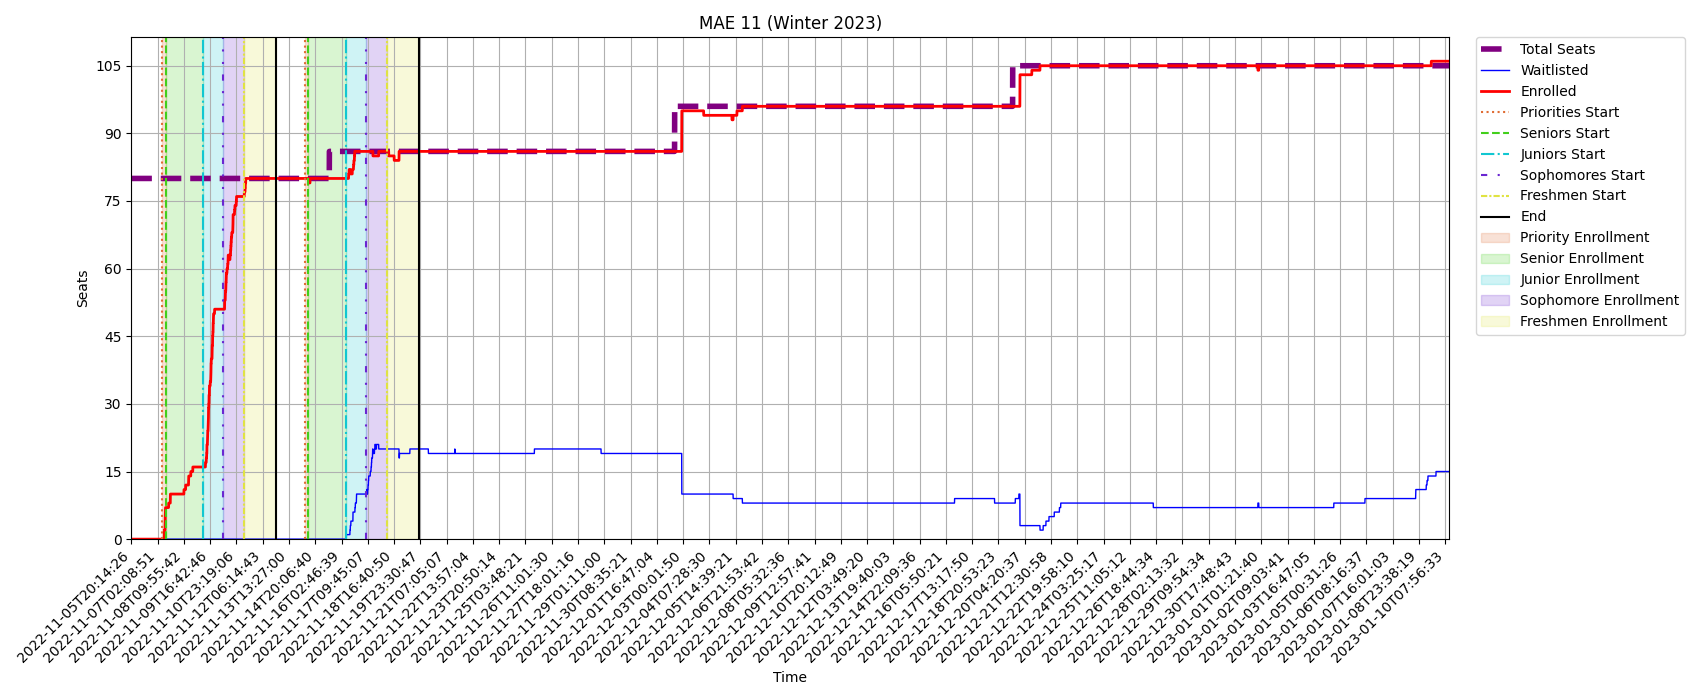 MAE 11 (Winter 2023)
Total Seats
Waitlisted
Enrolled
Priorities Start
Seniors Start
Juniors Start
Sophomores Start
Freshmen Start
End
Priority Enrollment
Senior Enrollment
Junior Enrollment
Sophomore Enrollment
Freshmen Enrollment
Seats
105
90
75
60
45
30
15
0
2022-11-05T20:14:26
2022-11-07T02:08:51
2022-11-08T09:55:42
2022-11-09T16:42:46
2022-11-10T23:19:06
2022-11-12T06:14:43
2022-11-13T13:27:00
2022-11-14T20:06:40
2022-11-16T02:46:39
2022-11-17T09:45:07
2022-11-18T16:40:50
2022-11-19T23:30:47
2022-11-21T07:05:07
2022-11-22T13:57:04
2022-11-23T20:50:14
2022-11-25T03:48:21
2022-11-26T11:01:30
2022-11-27T18:01:16
2022-11-29T01:11:00
2022-11-30T08:35:21
2022-12-01T16:47:04
2022-12-03T00:01:50
2022-12-04T07:28:30
2022-12-05T14:39:21
2022-12-06T21:53:42
2022-12-08T05:32:36
2022-12-09T12:57:41
2022-12-10T20:12:49
2022-12-12T03:49:20
2022-12-13T19:40:03
2022-12-14T22:09:36
2022-12-16T05:50:21
2022-12-17T13:17:50
2022-12-18T20:53:23
2022-12-20T04:20:37
2022-12-21T12:30:58
2022-12-22T19:58:10
2022-12-24T03:25:17
2022-12-25T11:05:12
2022-12-26T18:44:34
2022-12-28T02:13:32
2022-12-29T09:54:34
2022-12-30T17:48:43
2023-01-01T01:21:40
2023-01-02T09:03:41
2023-01-03T16:47:05
2023-01-05T00:31:26
2023-01-06T08:16:37
2023-01-07T16:01:03
2023-01-08T23:38:19
2023-01-10T07:56:33
Time